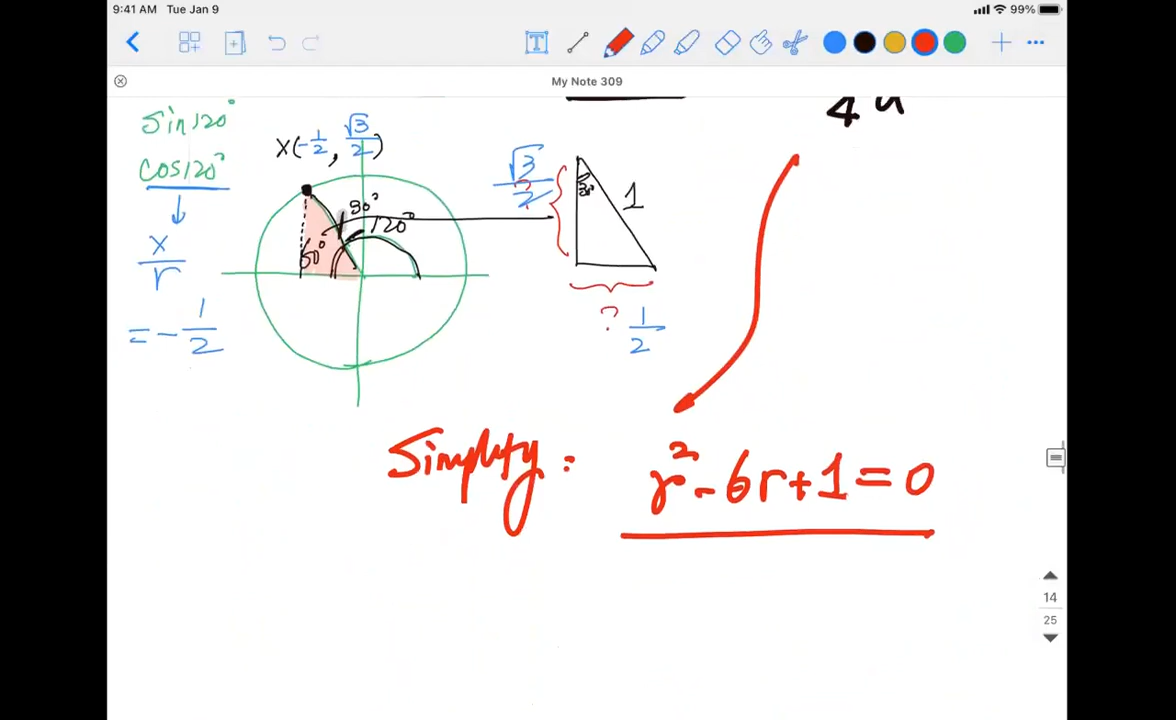 9:41 AM Tue Jan 9
99%
T
My Note 309
4 a
sin 120°
cos 120°
x
r
= - 1
2
X(-1/2, √3/2)
30°
120°
60°
√3
2
?
30°
1
?
1
2
Simplify : r² - 6r + 1 = 0
14
25